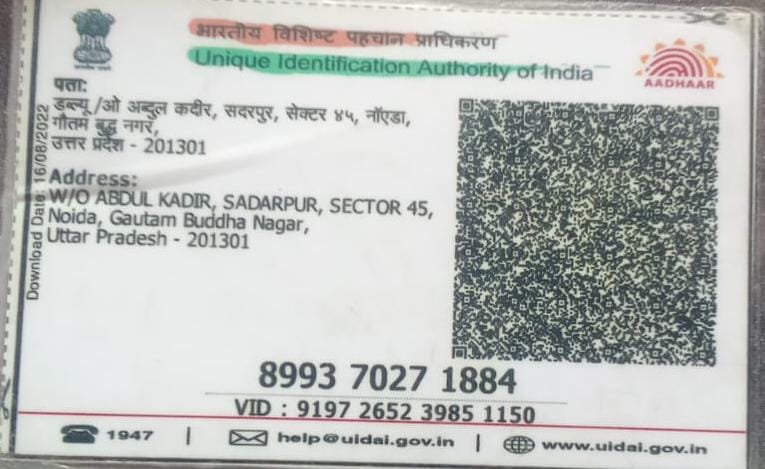 भारतीय विशिष्ट पहचान प्राधिकरण
Unique Identification Authority of India
AADHAAR
पता:
डब्ल्यू/ओ अब्दुल कदीर, सदरपुर, सेक्टर ४५, नॉएडा,
गौतम बुद्ध नगर,
उत्तर प्रदेश - 201301
Address:
W/O ABDUL KADIR, SADARPUR, SECTOR 45,
Noida, Gautam Buddha Nagar,
Uttar Pradesh - 201301
Download Date: 16/08/2022
8993 7027 1884
VID : 9197 2652 3985 1150
1947 | help@uidai.gov.in | www.uidai.gov.in